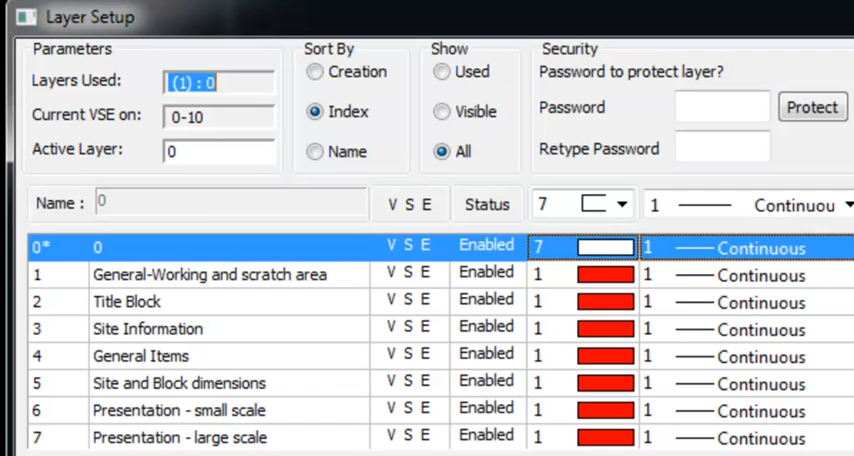 Layer Setup
Parameters
Sort By
Show
Security
Layers Used: (1) : 0
Creation
Used
Password to protect layer?
Current VSE on: 0-10
Index
Visible
Password
Protect
Active Layer: 0
Name
All
Retype Password
Name : 0 V S E Status 7 1 Continuou
0* 0 V S E Enabled 7 1 Continuous
1 General-Working and scratch area V S E Enabled 1 1 Continuous
2 Title Block V S E Enabled 1 1 Continuous
3 Site Information V S E Enabled 1 1 Continuous
4 General Items V S E Enabled 1 1 Continuous
5 Site and Block dimensions V S E Enabled 1 1 Continuous
6 Presentation - small scale V S E Enabled 1 1 Continuous
7 Presentation - large scale V S E Enabled 1 1 Continuous